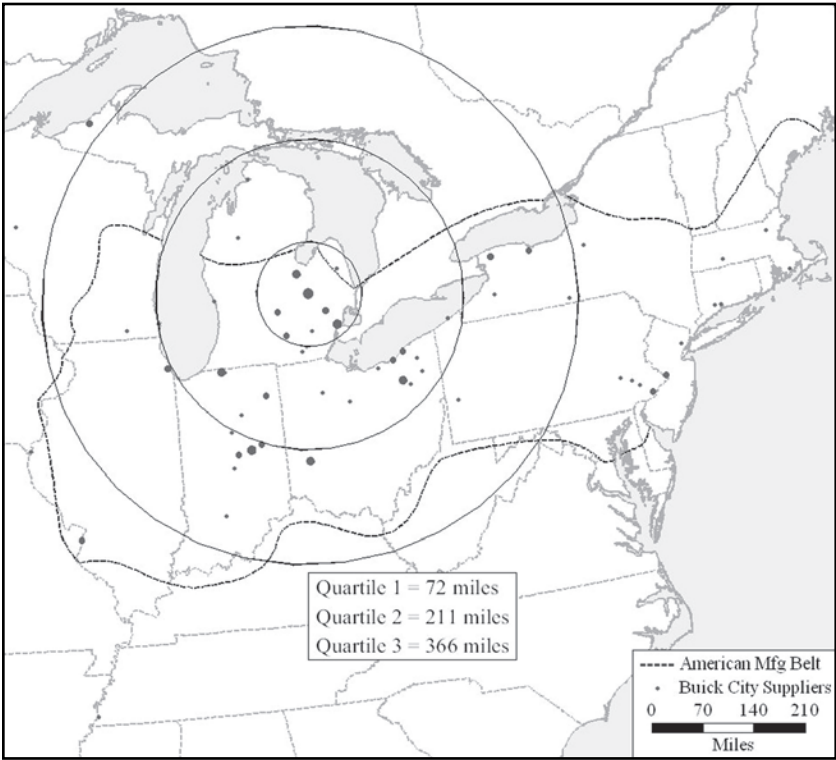 Quartile 1 = 72 miles
Quartile 2 = 211 miles
Quartile 3 = 366 miles
American Mfg Belt
Buick City Suppliers
0 70 140 210
Miles